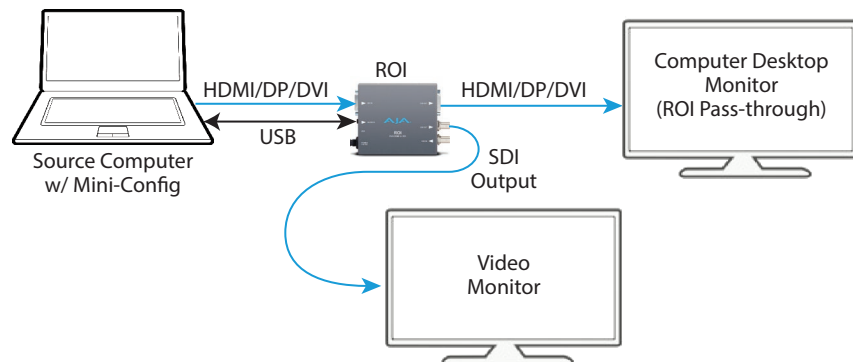 HDMI/DP/DVI
USB
Source Computer
w/ Mini-Config
ROI
AJA
HDMI/DP/DVI
SDI
Output
Computer Desktop
Monitor
(ROI Pass-through)
Video
Monitor